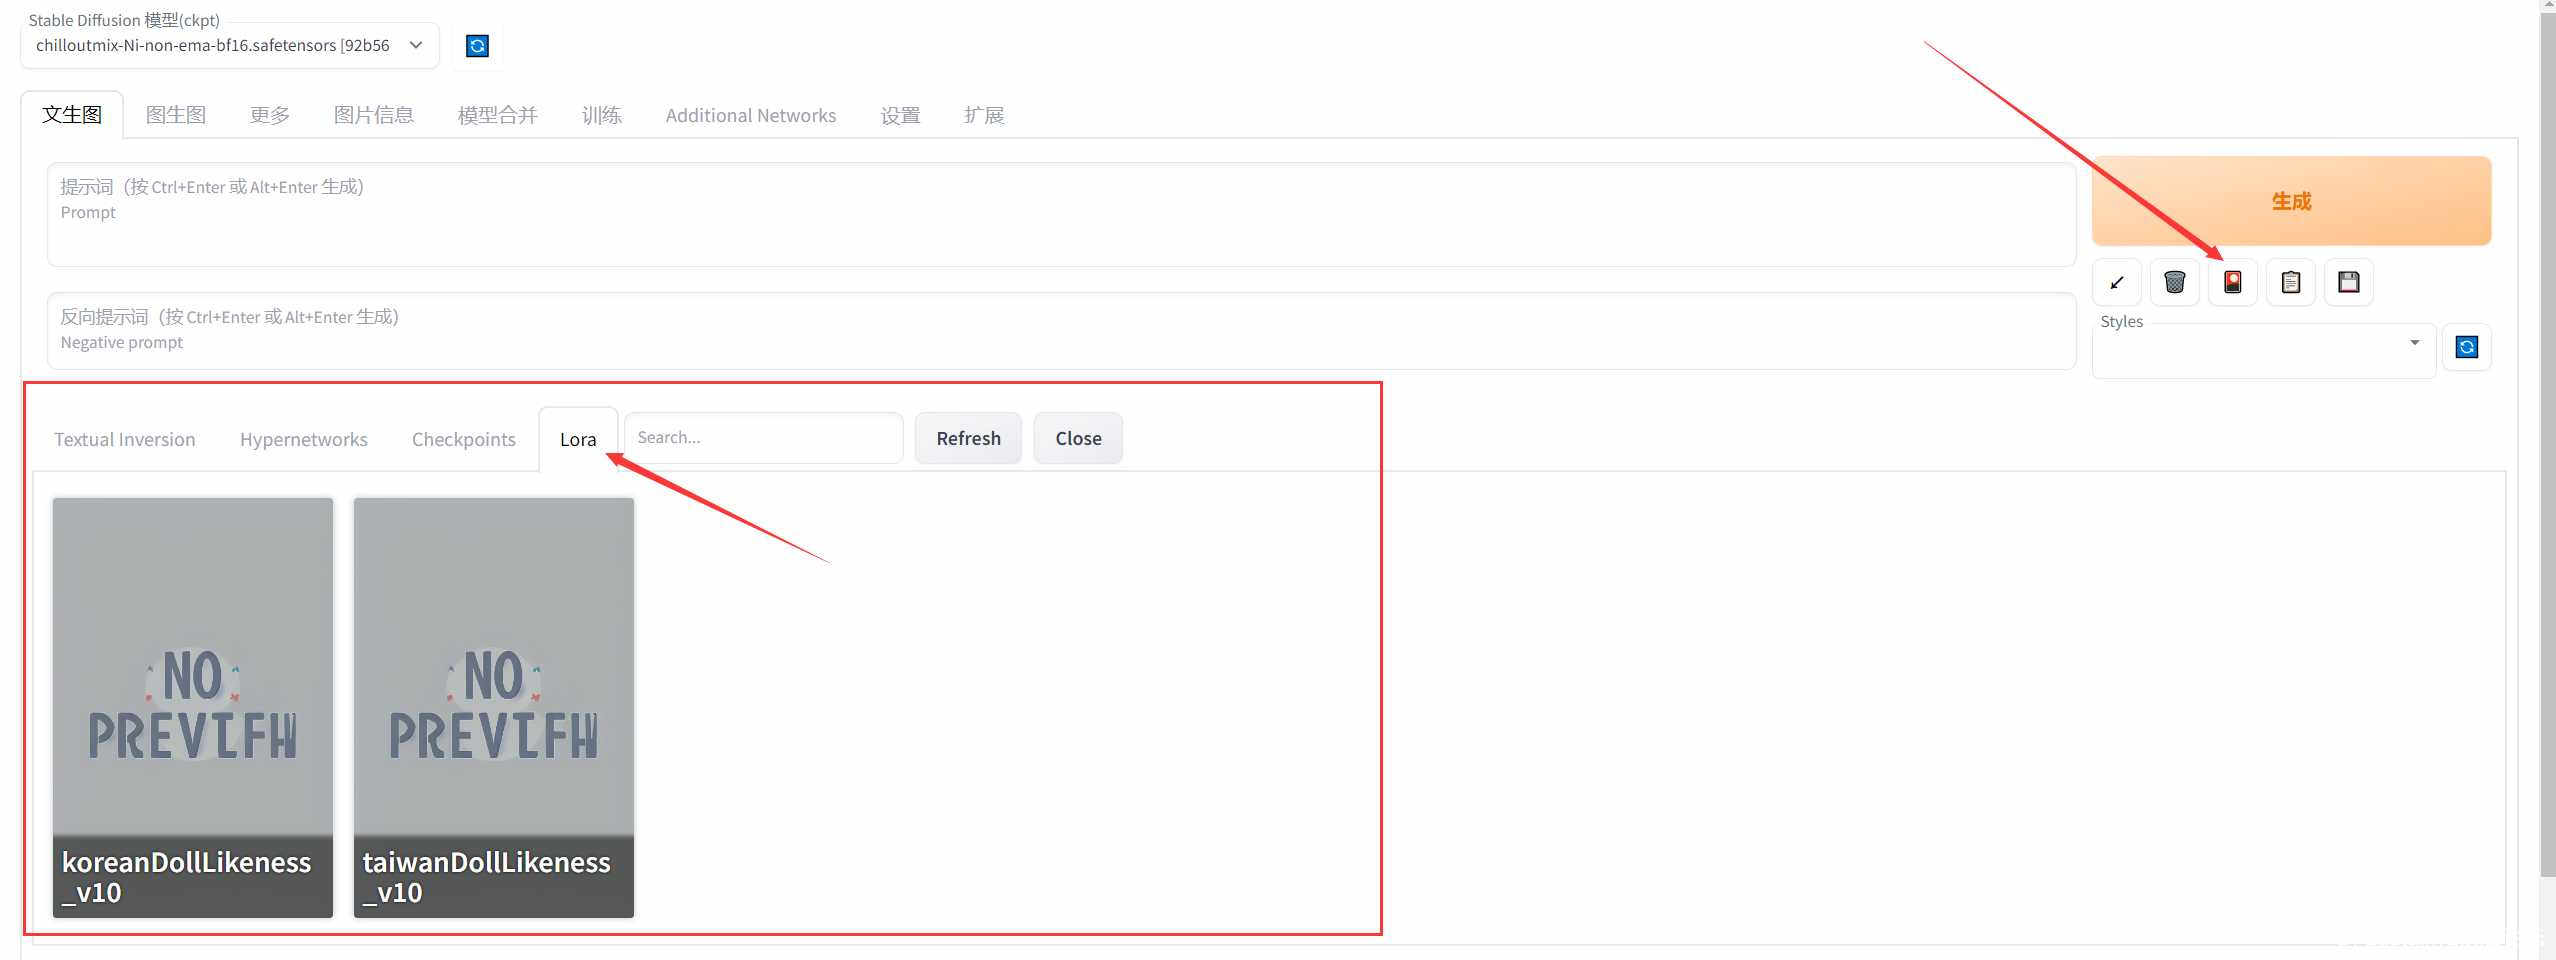 Stable Diffusion 模型(ckpt)
chilloutmix-Ni-non-ema-bf16.safetensors [92b56
文生图 图生图 更多 图片信息 模型合并 训练 Additional Networks 设置 扩展
提示词（按 Ctrl+Enter 或 Alt+Enter 生成）
Prompt
生成
反向提示词（按 Ctrl+Enter 或 Alt+Enter 生成）
Negative prompt
Styles
Textual Inversion Hypernetworks Checkpoints Lora Search... Refresh Close
NO
NO
koreanDollLikeness
_v10
taiwanDollLikeness
_v10